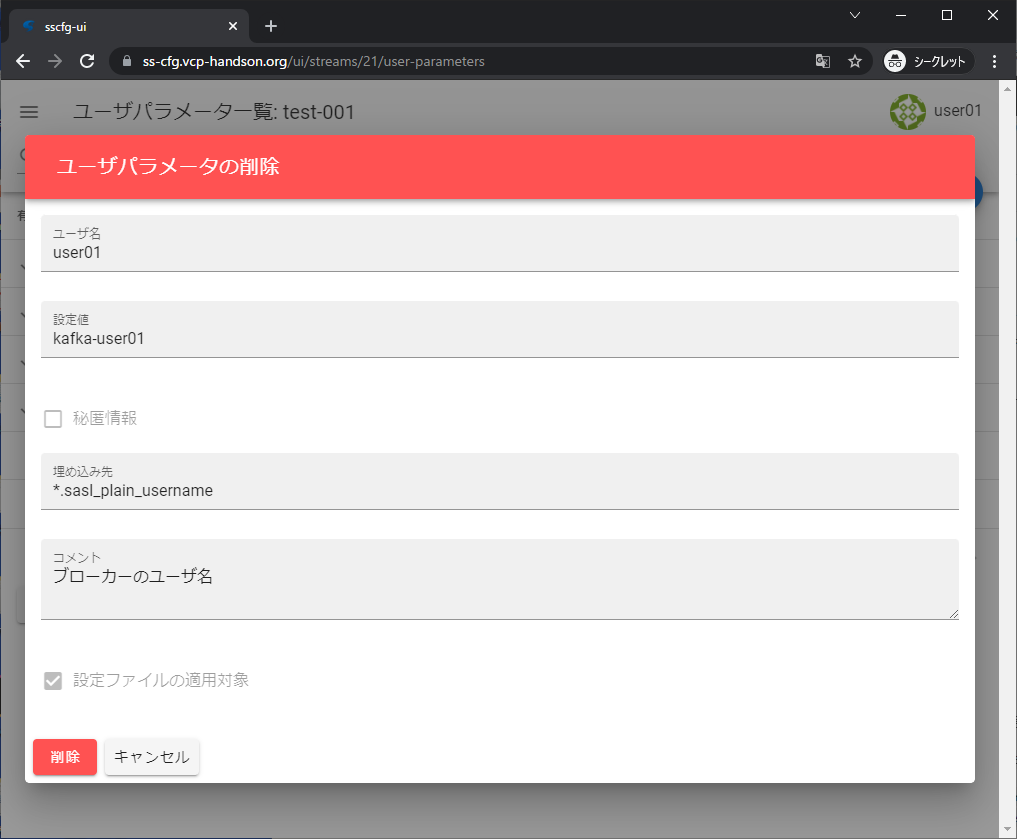 sscfg-ui
ss-cfg.vcp-handson.org/ui/streams/21/user-parameters
シークレット
ユーザパラメータ一覧: test-001
user01
ユーザパラメータの削除
ユーザ名
user01
設定値
kafka-user01
秘匿情報
埋め込み先
*.sasl_plain_username
コメント
ブローカーのユーザ名
設定ファイルの適用対象
削除
キャンセル